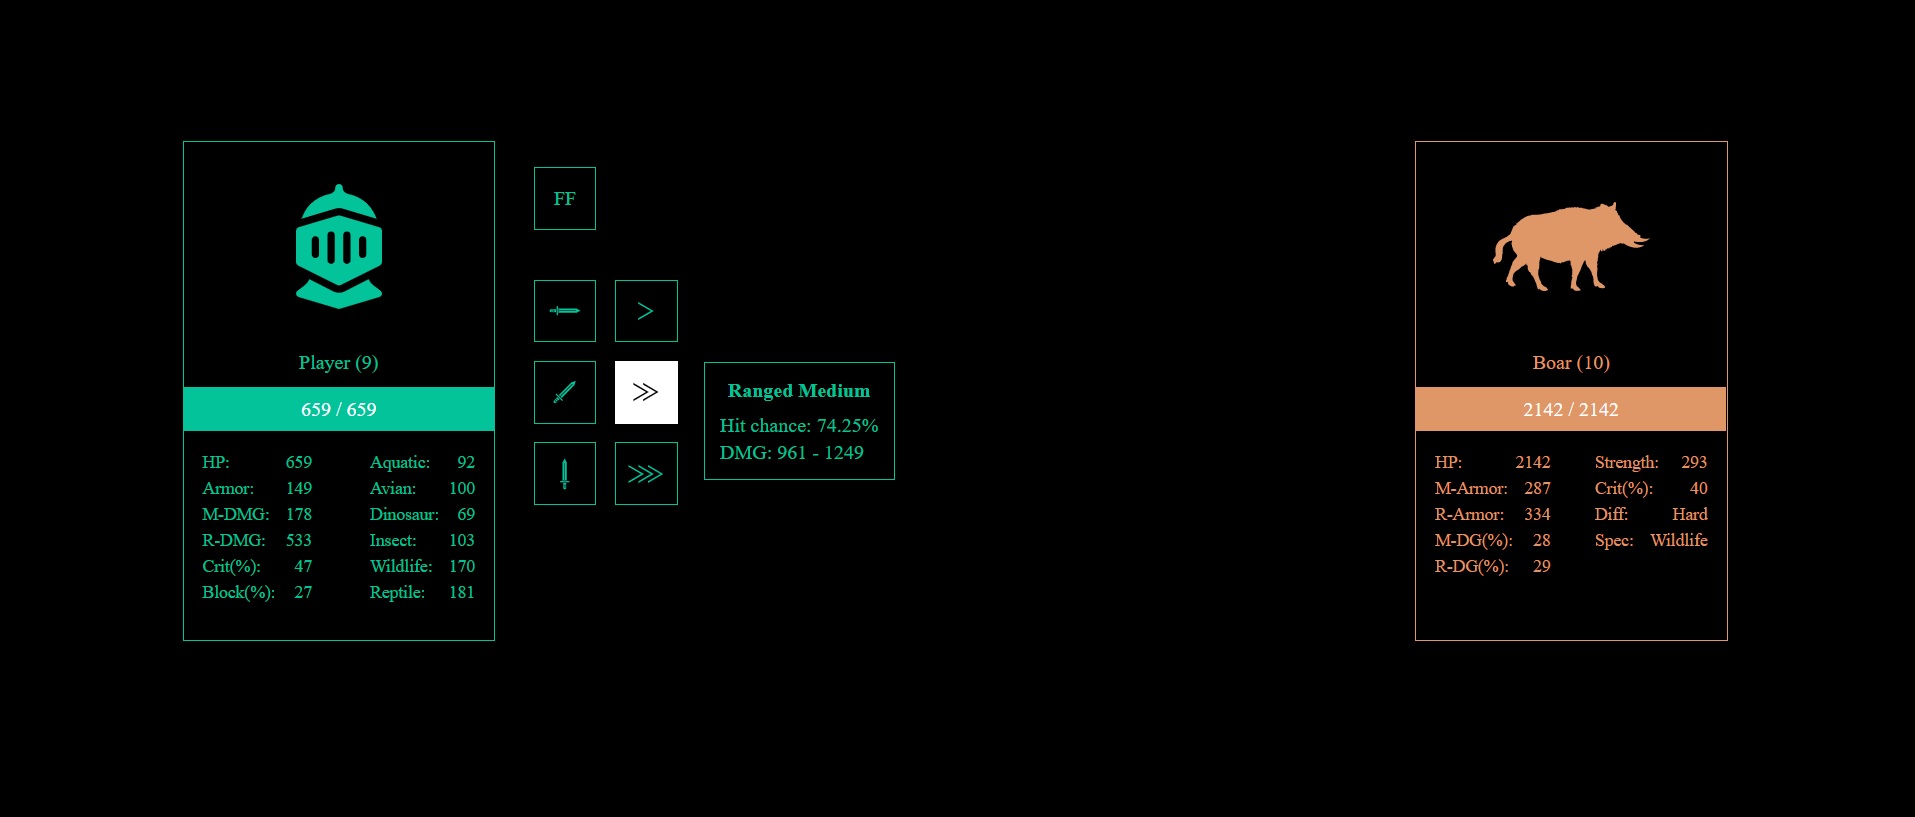 Player (9)
659 / 659
HP: 659
Armor: 149
M-DMG: 178
R-DMG: 533
Crit(%): 47
Block(%): 27
Aquatic: 92
Avian: 100
Dinosaur: 69
Insect: 103
Wildlife: 170
Reptile: 181
FF
Ranged Medium
Hit chance: 74.25%
DMG: 961 - 1249
Boar (10)
2142 / 2142
HP: 2142
M-Armor: 287
R-Armor: 334
M-DG(%): 28
R-DG(%): 29
Strength: 293
Crit(%): 40
Diff: Hard
Spec: Wildlife